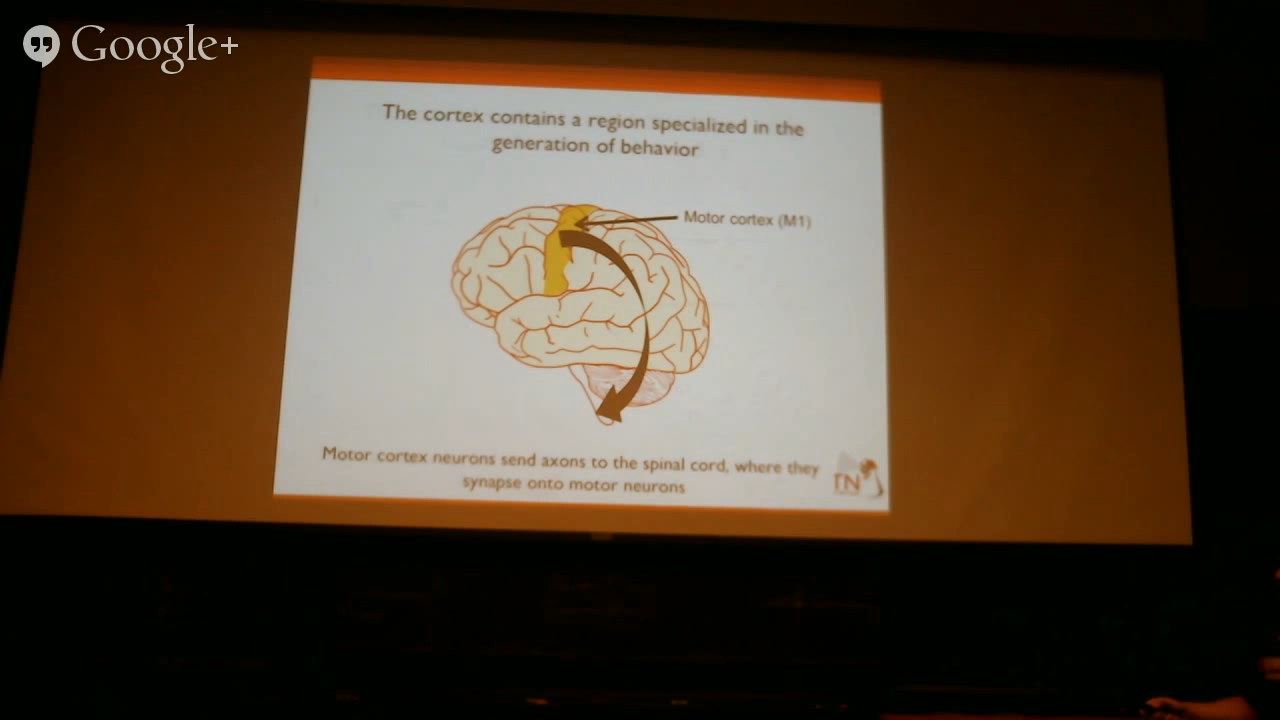 Google+
The cortex contains a region specialized in the
generation of behavior
Motor cortex (M1)
Motor cortex neurons send axons to the spinal cord, where they
synapse onto motor neurons
TN